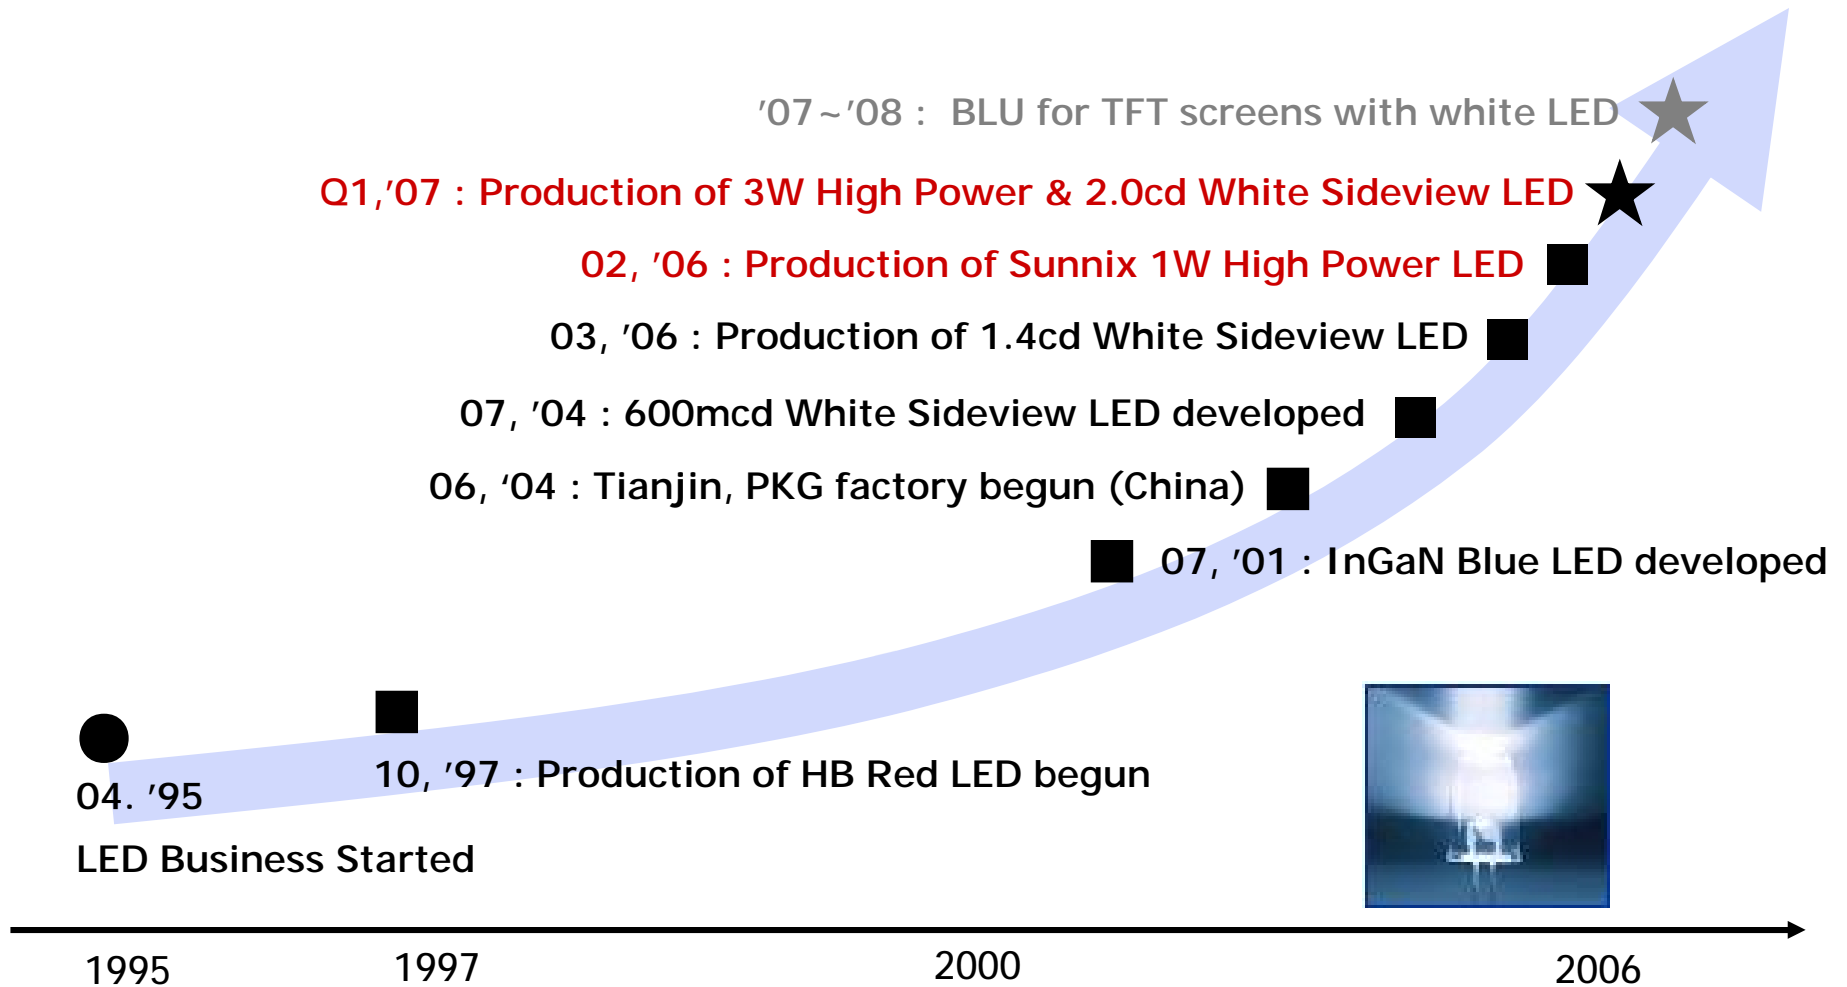 ’07~’08 :  BLU for TFT screens with white LED
Q1,’07 : Production of 3W High Power & 2.0cd White Sideview LED
02, ’06 : Production of Sunnix 1W High Power LED
03, ’06 : Production of 1.4cd White Sideview LED
07, ’04 : 600mcd White Sideview LED developed
06, ‘04 : Tianjin, PKG factory begun (China)
07, ’01 : InGaN Blue LED developed
10, ’97 : Production of HB Red LED begun
04. ’95
LED Business Started
1995
1997
2000
2006